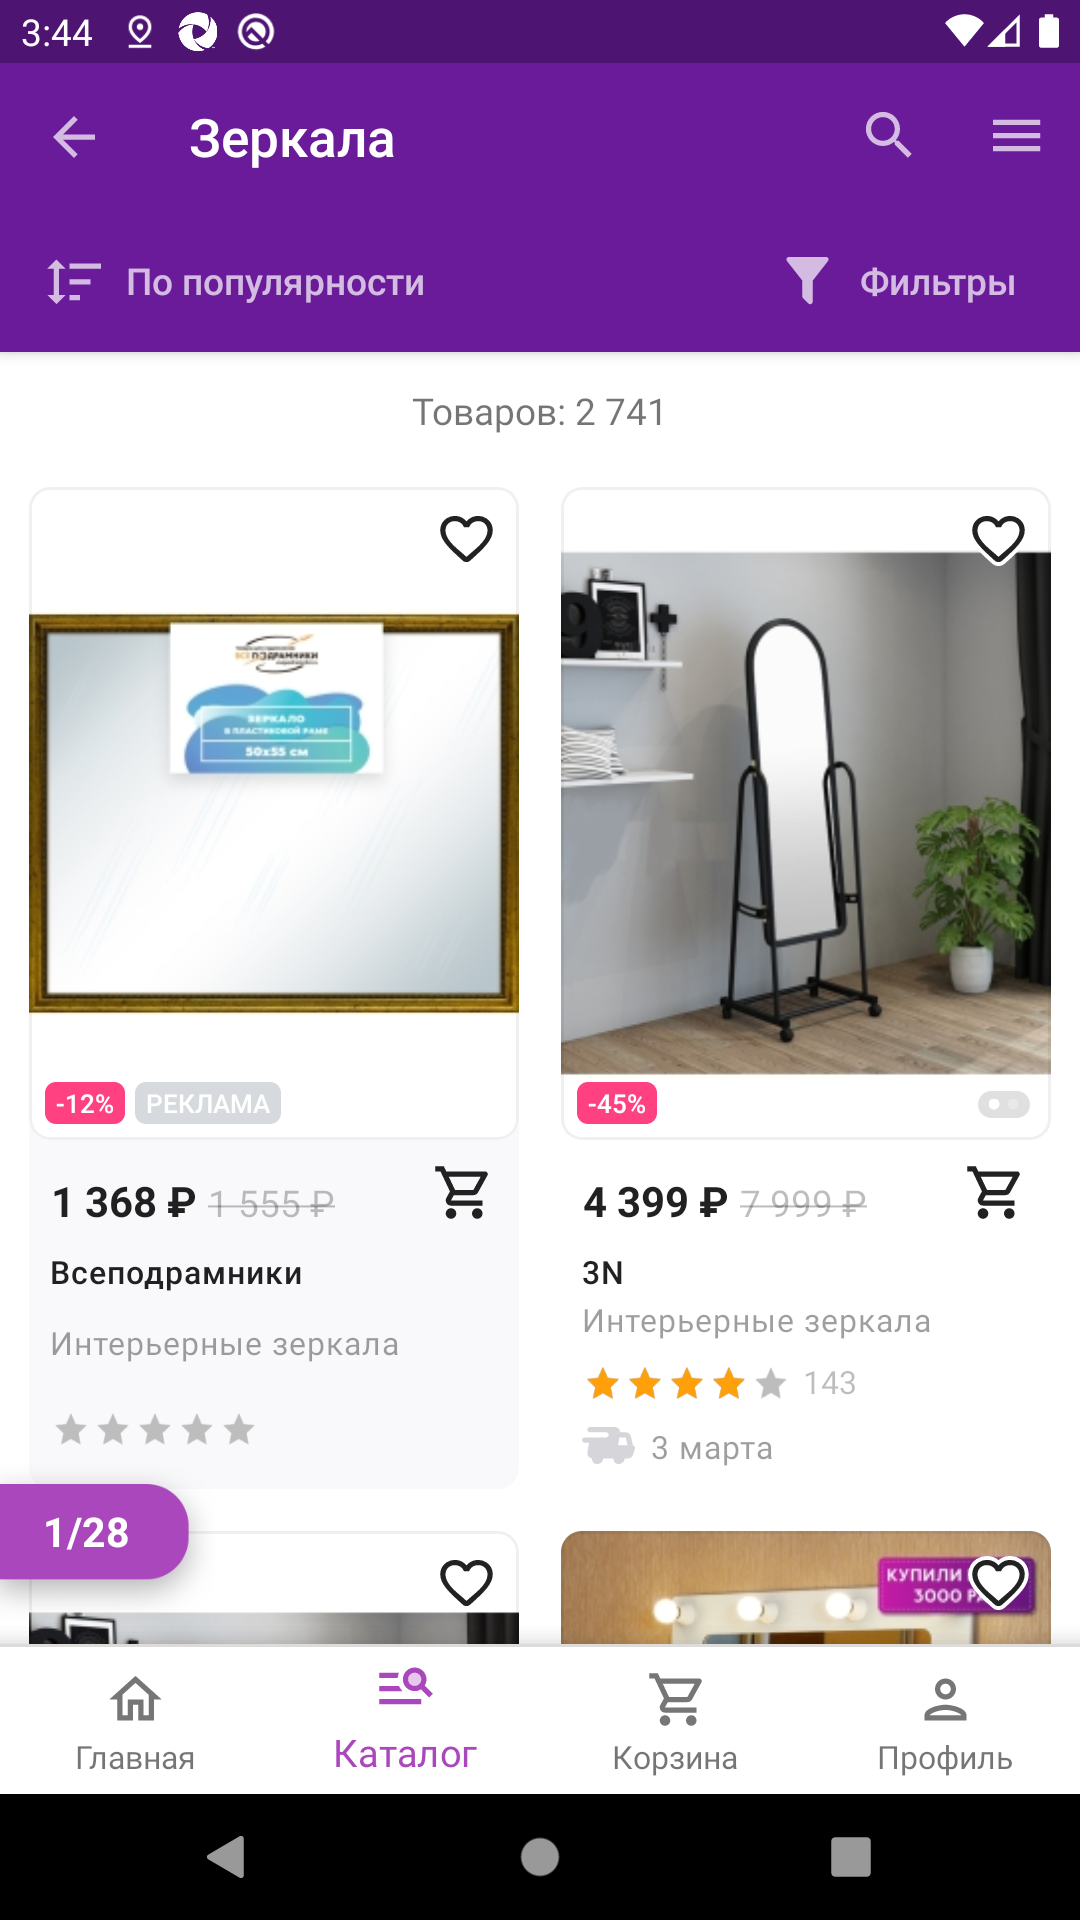 3:44
Зеркала
По популярности
Фильтры
Товаров: 2 741
ВСЕПОДРАМНИКИ
ЗЕРКАЛО
В ПЛАСТИКОВОЙ РАМЕ
50x55 см
9
-12%
РЕКЛАМА
-45%
1 368 ₽ 1 555 ₽
4 399 ₽ 7 999 ₽
Всеподрамники
3N
Интерьерные зеркала
Интерьерные зеркала
143
3 марта
1/28
КУПИЛИ
3000
Главная
Каталог
Корзина
Профиль